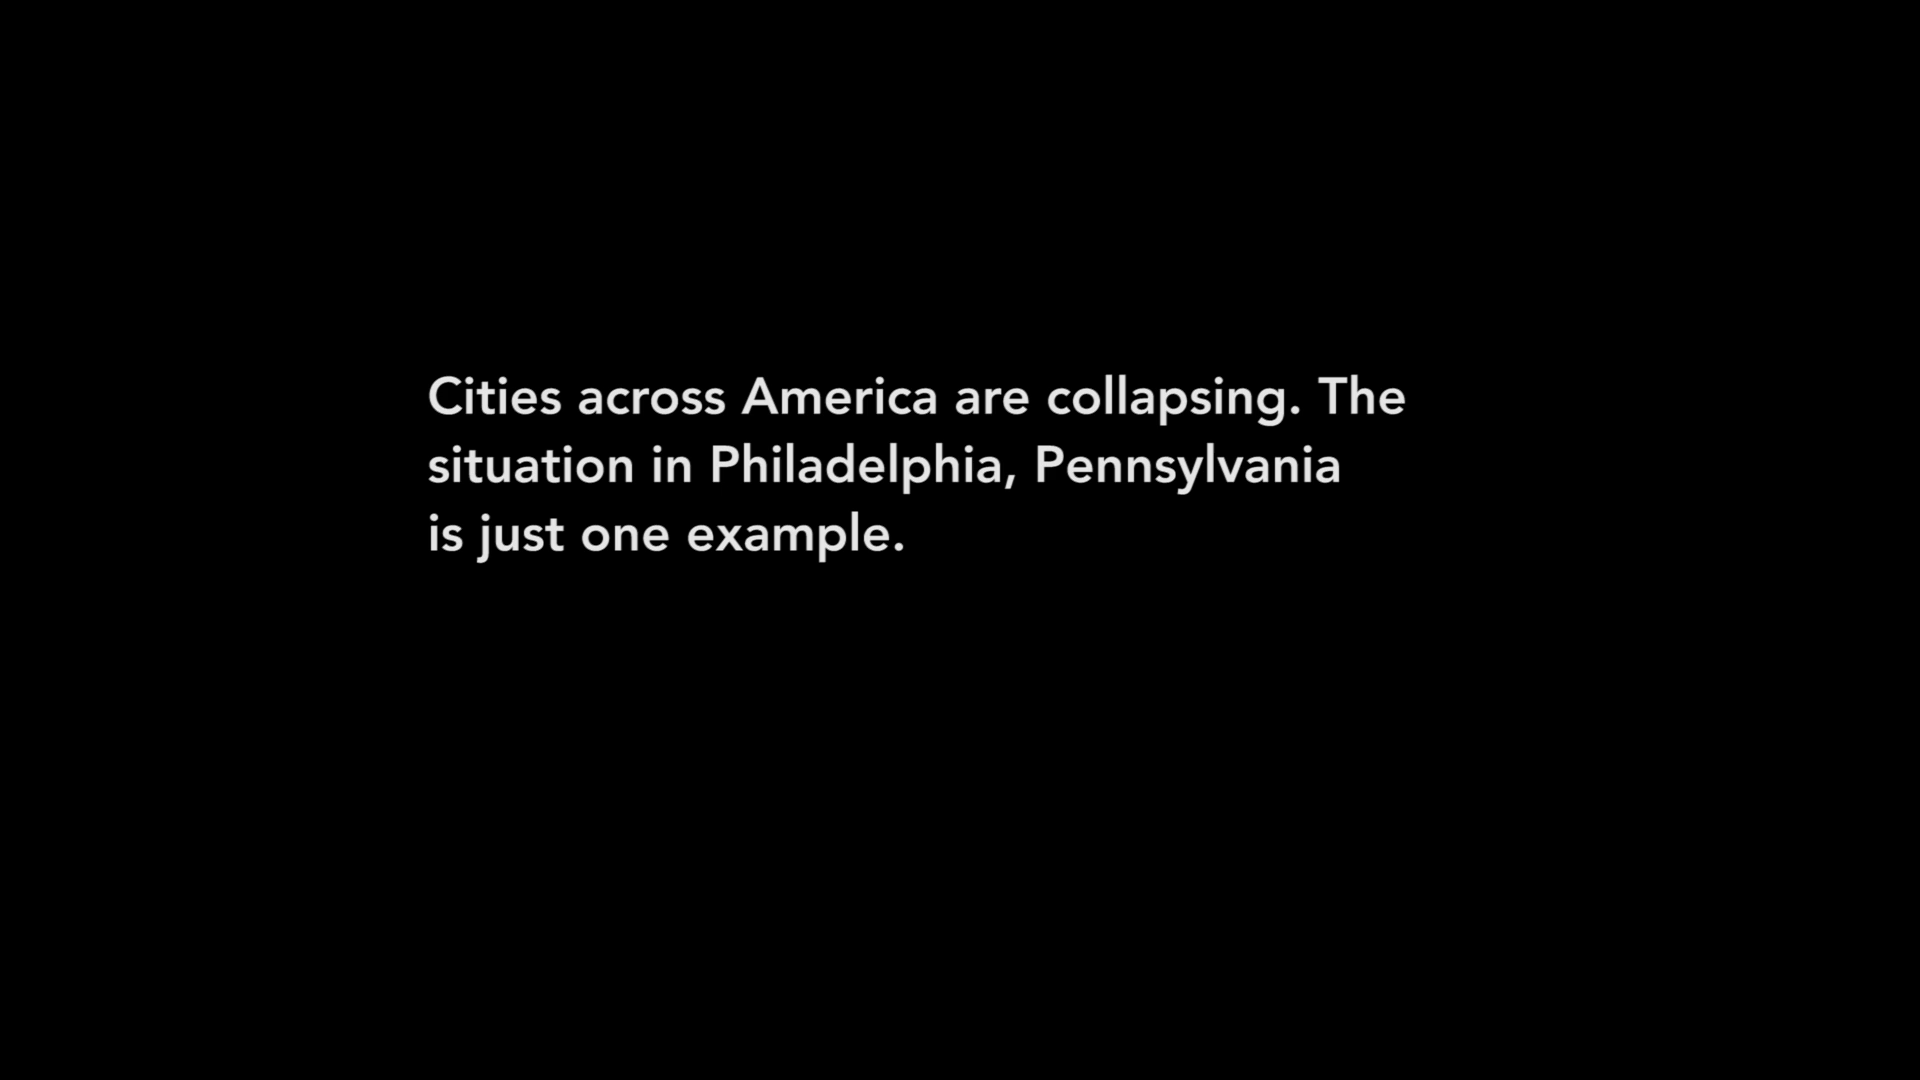 Cities across America are collapsing. The
situation in Philadelphia, Pennsylvania
is just one example.